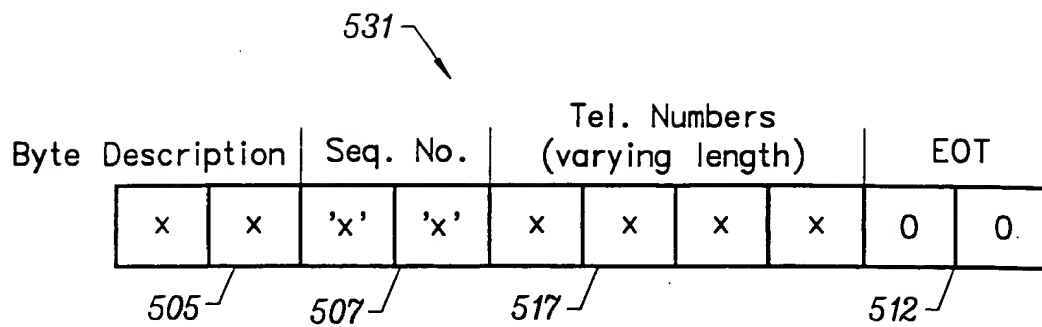 531
Tel. Numbers
Byte Description Seq. No. (varying length) EOT
x x 'x' 'x' x x x x 0 0
505 507 517 512